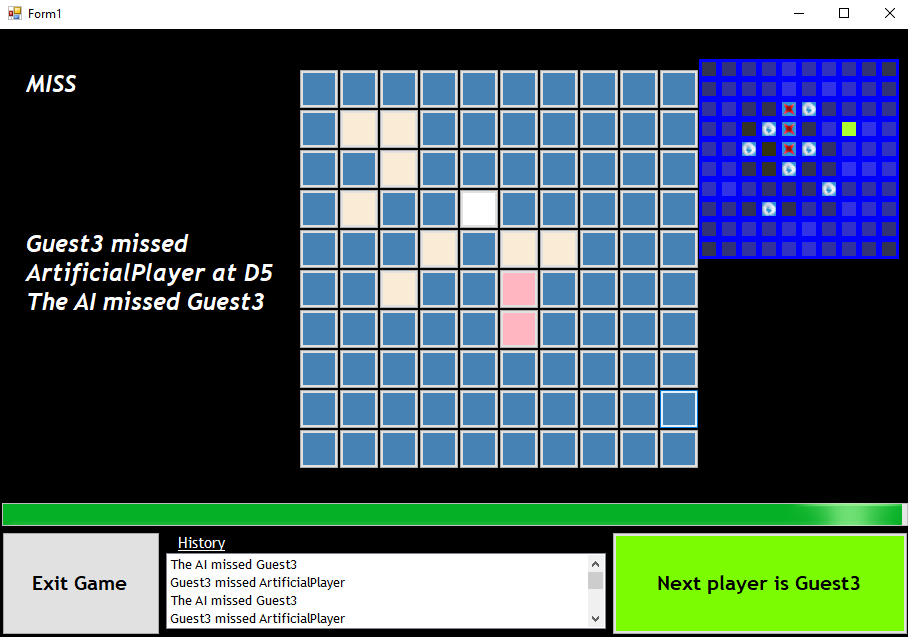 Form1
MISS
Guest3 missed
ArtificialPlayer at D5
The AI missed Guest3
Exit Game
History
The AI missed Guest3
Guest3 missed ArtificialPlayer
The AI missed Guest3
Guest3 missed ArtificialPlayer
Next player is Guest3